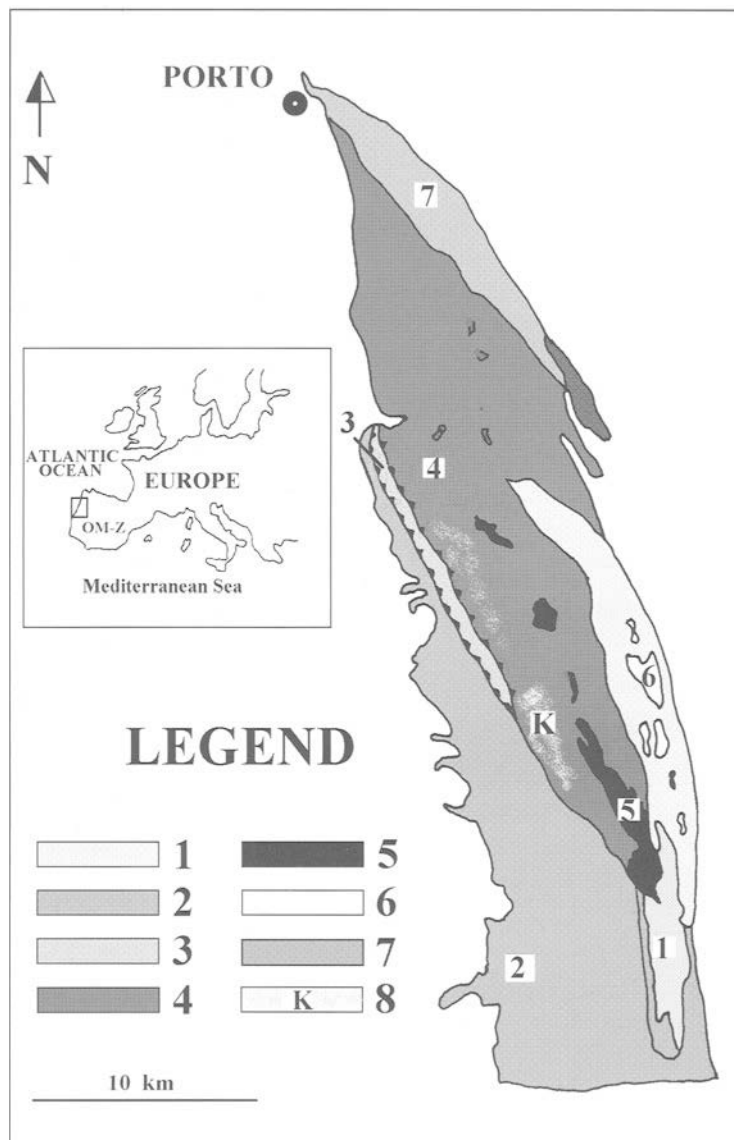 PORTO
N
7
3
4
ATLANTIC
OCEAN
EUROPE
OM-Z
Mediterranean Sea
6
K
LEGEND
5
1
5
2
6
3
7
4
K 8
1
2
10 km